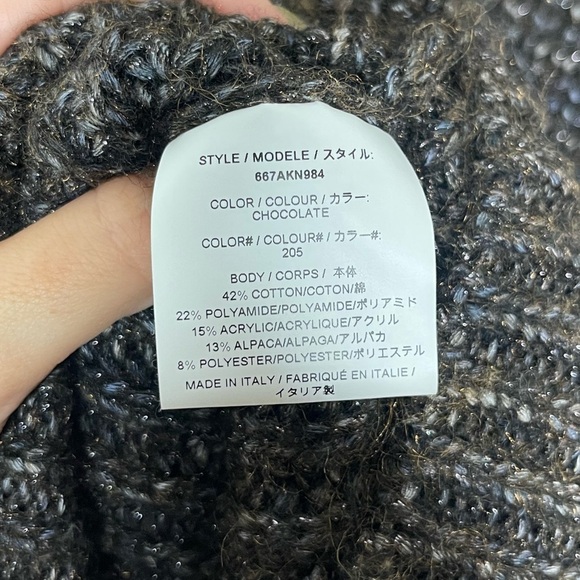 STYLE / MODELE / スタイル:
667AKN984
COLOR / COLOUR / カラー:
CHOCOLATE
COLOR# / COLOUR# / カラー#:
205
BODY / CORPS / 本体
42% COTTON/COTON/綿
22% POLYAMIDE/POLYAMIDE/ポリアミド
15% ACRYLIC/ACRYLIQUE/アクリル
13% ALPACA/ALPAGA/アルパカ
8% POLYESTER/POLYESTER/ポリエステル
MADE IN ITALY / FABRIQUÉ EN ITALIE /
イタリア製